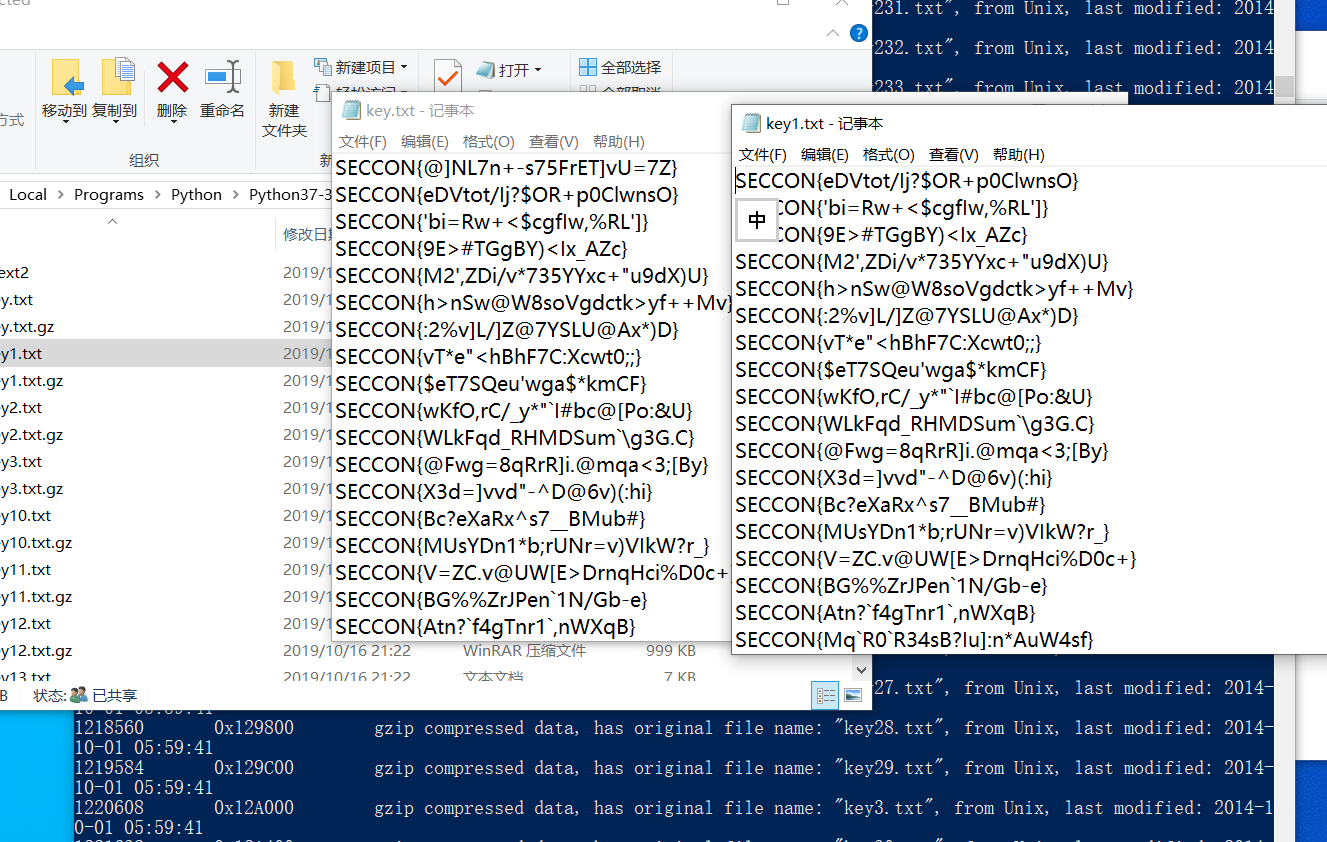 移动到 复制到 删除 重命名 新建
文件夹
新建项目
打开
全部选择
方式
组织
Local > Programs > Python > Python37-3
ext2
y.txt
y.txt.gz
y1.txt
y1.txt.gz
y2.txt
y2.txt.gz
y3.txt
y3.txt.gz
y10.txt
y10.txt.gz
y11.txt
y11.txt.gz
y12.txt
y12.txt.gz
2019/10/16 21:22 WinRAR 压缩文件 999 KB
y13.txt 2019/10/16 21:22 文本文档 7 KB
B 状态: 已共享
key.txt - 记事本
文件(F) 编辑(E) 格式(O) 查看(V) 帮助(H)
SECCON{@]NL7n+-s75FrET]vU=7Z}
SECCON{eDVtot/Ij?$OR+p0ClwnsO}
SECCON{'bi=Rw+<$cgfIw,%RL']}
SECCON{9E>#TGgBY)<Ix_AZc}
SECCON{M2',ZDi/v*735YYxc+"u9dX)U}
SECCON{h>nSw@W8soVgdctk>yf++Mv}
SECCON{:2%v]L/]Z@7YSLU@Ax*)D}
SECCON{vT*e"<hBhF7C:Xcwt0;;}
SECCON{$eT7SQeu'wga$*kmCF}
SECCON{wKfO,rC/_y*"`I#bc@[Po:&U}
SECCON{WLkFqd_RHMDSum`\g3G.C}
SECCON{@Fwg=8qRrR]i.@mqa<3;[By}
SECCON{X3d=]vvd"-^D@6v)(:hi}
SECCON{Bc?eXaRx^s7__BMub#}
SECCON{MUsYDn1*b;rUNr=v)VIkW?r_}
SECCON{V=ZC.v@UW[E>DrnqHci%D0c+
SECCON{BG%%ZrJPen`1N/Gb-e}
SECCON{Atn?`f4gTnr1`,nWXqB}
key1.txt - 记事本
文件(F) 编辑(E) 格式(O) 查看(V) 帮助(H)
SECCON{eDVtot/Ij?$OR+p0ClwnsO}
中 CON{'bi=Rw+<$cgfIw,%RL']}
CON{9E>#TGgBY)<Ix_AZc}
SECCON{M2',ZDi/v*735YYxc+"u9dX)U}
SECCON{h>nSw@W8soVgdctk>yf++Mv}
SECCON{:2%v]L/]Z@7YSLU@Ax*)D}
SECCON{vT*e"<hBhF7C:Xcwt0;;}
SECCON{$eT7SQeu'wga$*kmCF}
SECCON{wKfO,rC/_y*"`I#bc@[Po:&U}
SECCON{WLkFqd_RHMDSum`\g3G.C}
SECCON{@Fwg=8qRrR]i.@mqa<3;[By}
SECCON{X3d=]vvd"-^D@6v)(:hi}
SECCON{Bc?eXaRx^s7__BMub#}
SECCON{MUsYDn1*b;rUNr=v)VIkW?r_}
SECCON{V=ZC.v@UW[E>DrnqHci%D0c+}
SECCON{BG%%ZrJPen`1N/Gb-e}
SECCON{Atn?`f4gTnr1`,nWXqB}
SECCON{Mq`R0`R34sB?Iu]:n*AuW4sf}
231.txt", from Unix, last modified: 2014
232.txt", from Unix, last modified: 2014
233.txt", from Unix, last modified: 2014
27.txt", from Unix, last modified: 2014-
10-01 05:59:41
1218560 0x129800 gzip compressed data, has original file name: "key28.txt", from Unix, last modified: 2014-
10-01 05:59:41
1219584 0x129C00 gzip compressed data, has original file name: "key29.txt", from Unix, last modified: 2014-
10-01 05:59:41
1220608 0x12A000 gzip compressed data, has original file name: "key3.txt", from Unix, last modified: 2014-1
0-01 05:59:41